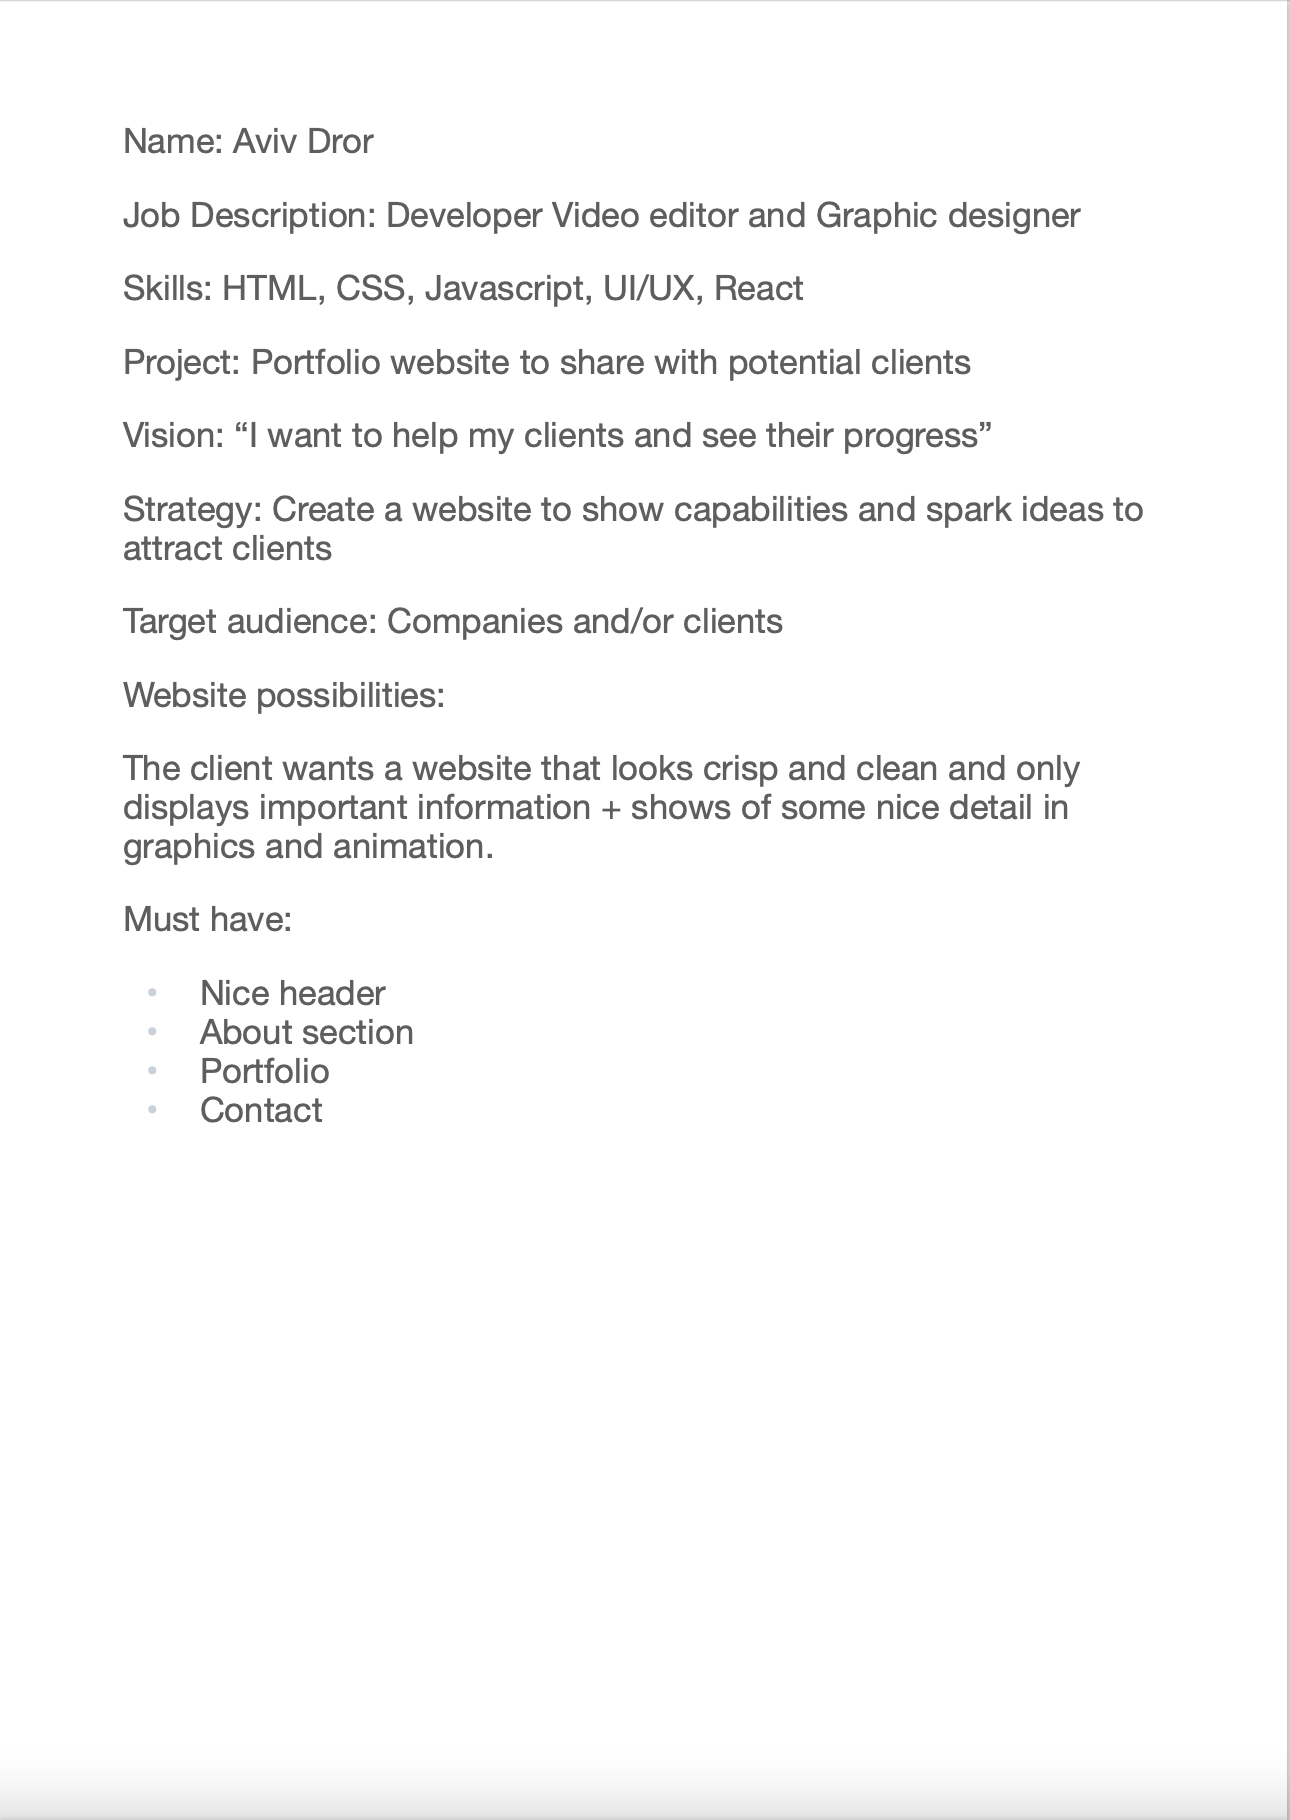 Name: Aviv Dror
Job Description: Developer Video editor and Graphic designer
Skills: HTML, CSS, Javascript, UI/UX, React
Project: Portfolio website to share with potential clients
Vision: “I want to help my clients and see their progress”
Strategy: Create a website to show capabilities and spark ideas to
attract clients
Target audience: Companies and/or clients
Website possibilities:
The client wants a website that looks crisp and clean and only
displays important information + shows of some nice detail in
graphics and animation.
Must have:
• Nice header
• About section
• Portfolio
• Contact